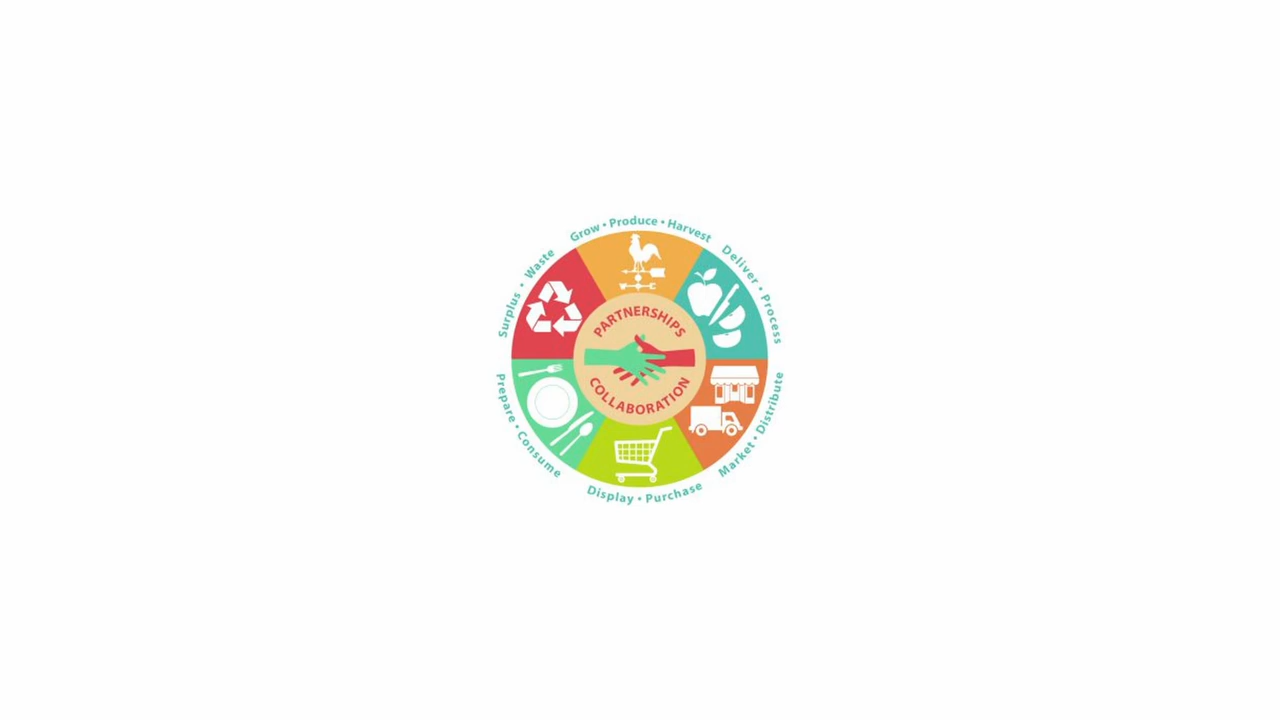 Grow • Produce • Harvest
Deliver • Process
Market • Distribute
Display • Purchase
Prepare • Consume
Surplus • Waste
PARTNERSHIPS
COLLABORATION